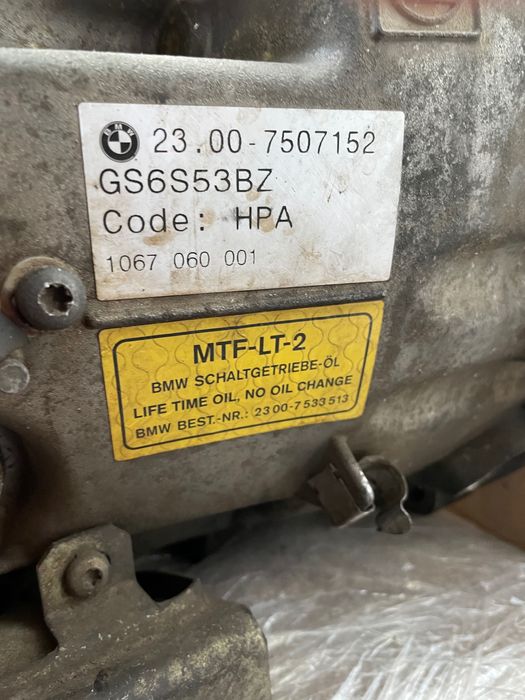 BMW
23.00-7507152
GS6S53BZ
Code: HPA
1067 060 001
MTF-LT-2
BMW SCHALTGETRIEBE-ÖL
LIFE TIME OIL, NO OIL CHANGE
BMW BEST.-NR.: 23 00-7 533 513